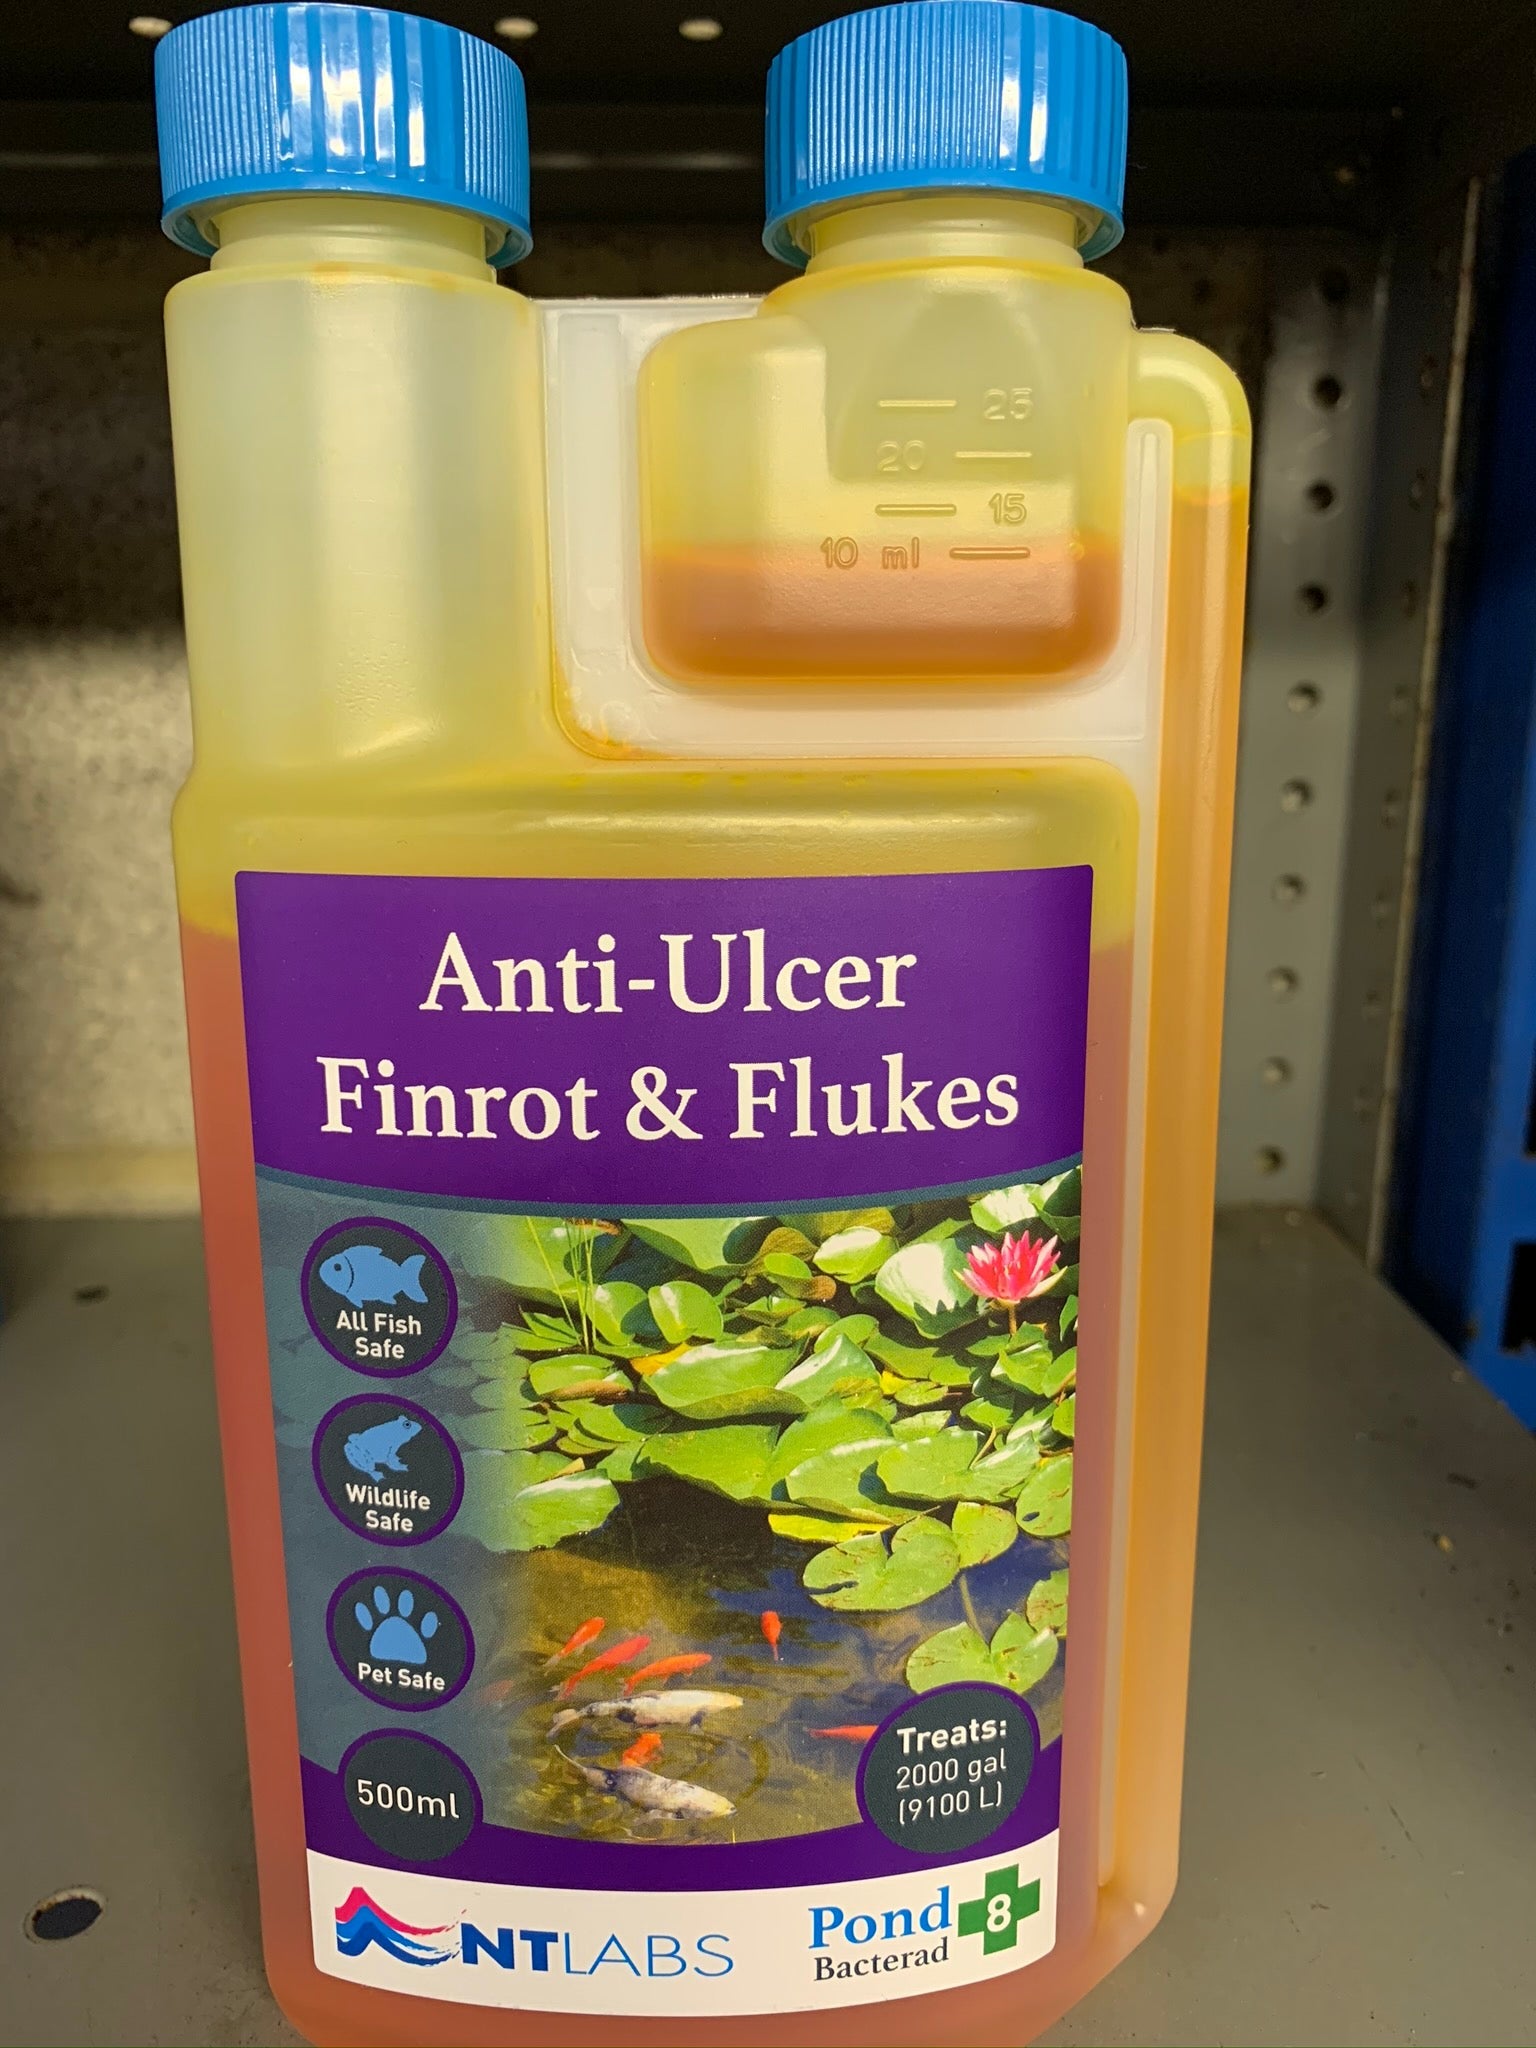 25
20
15
10 ml
Anti-Ulcer
Finrot & Flukes
All Fish
Safe
Wildlife
Safe
Pet Safe
500ml
Treats:
2000 gal
(9100 L)
NTLABS
Pond 8
Bacterad